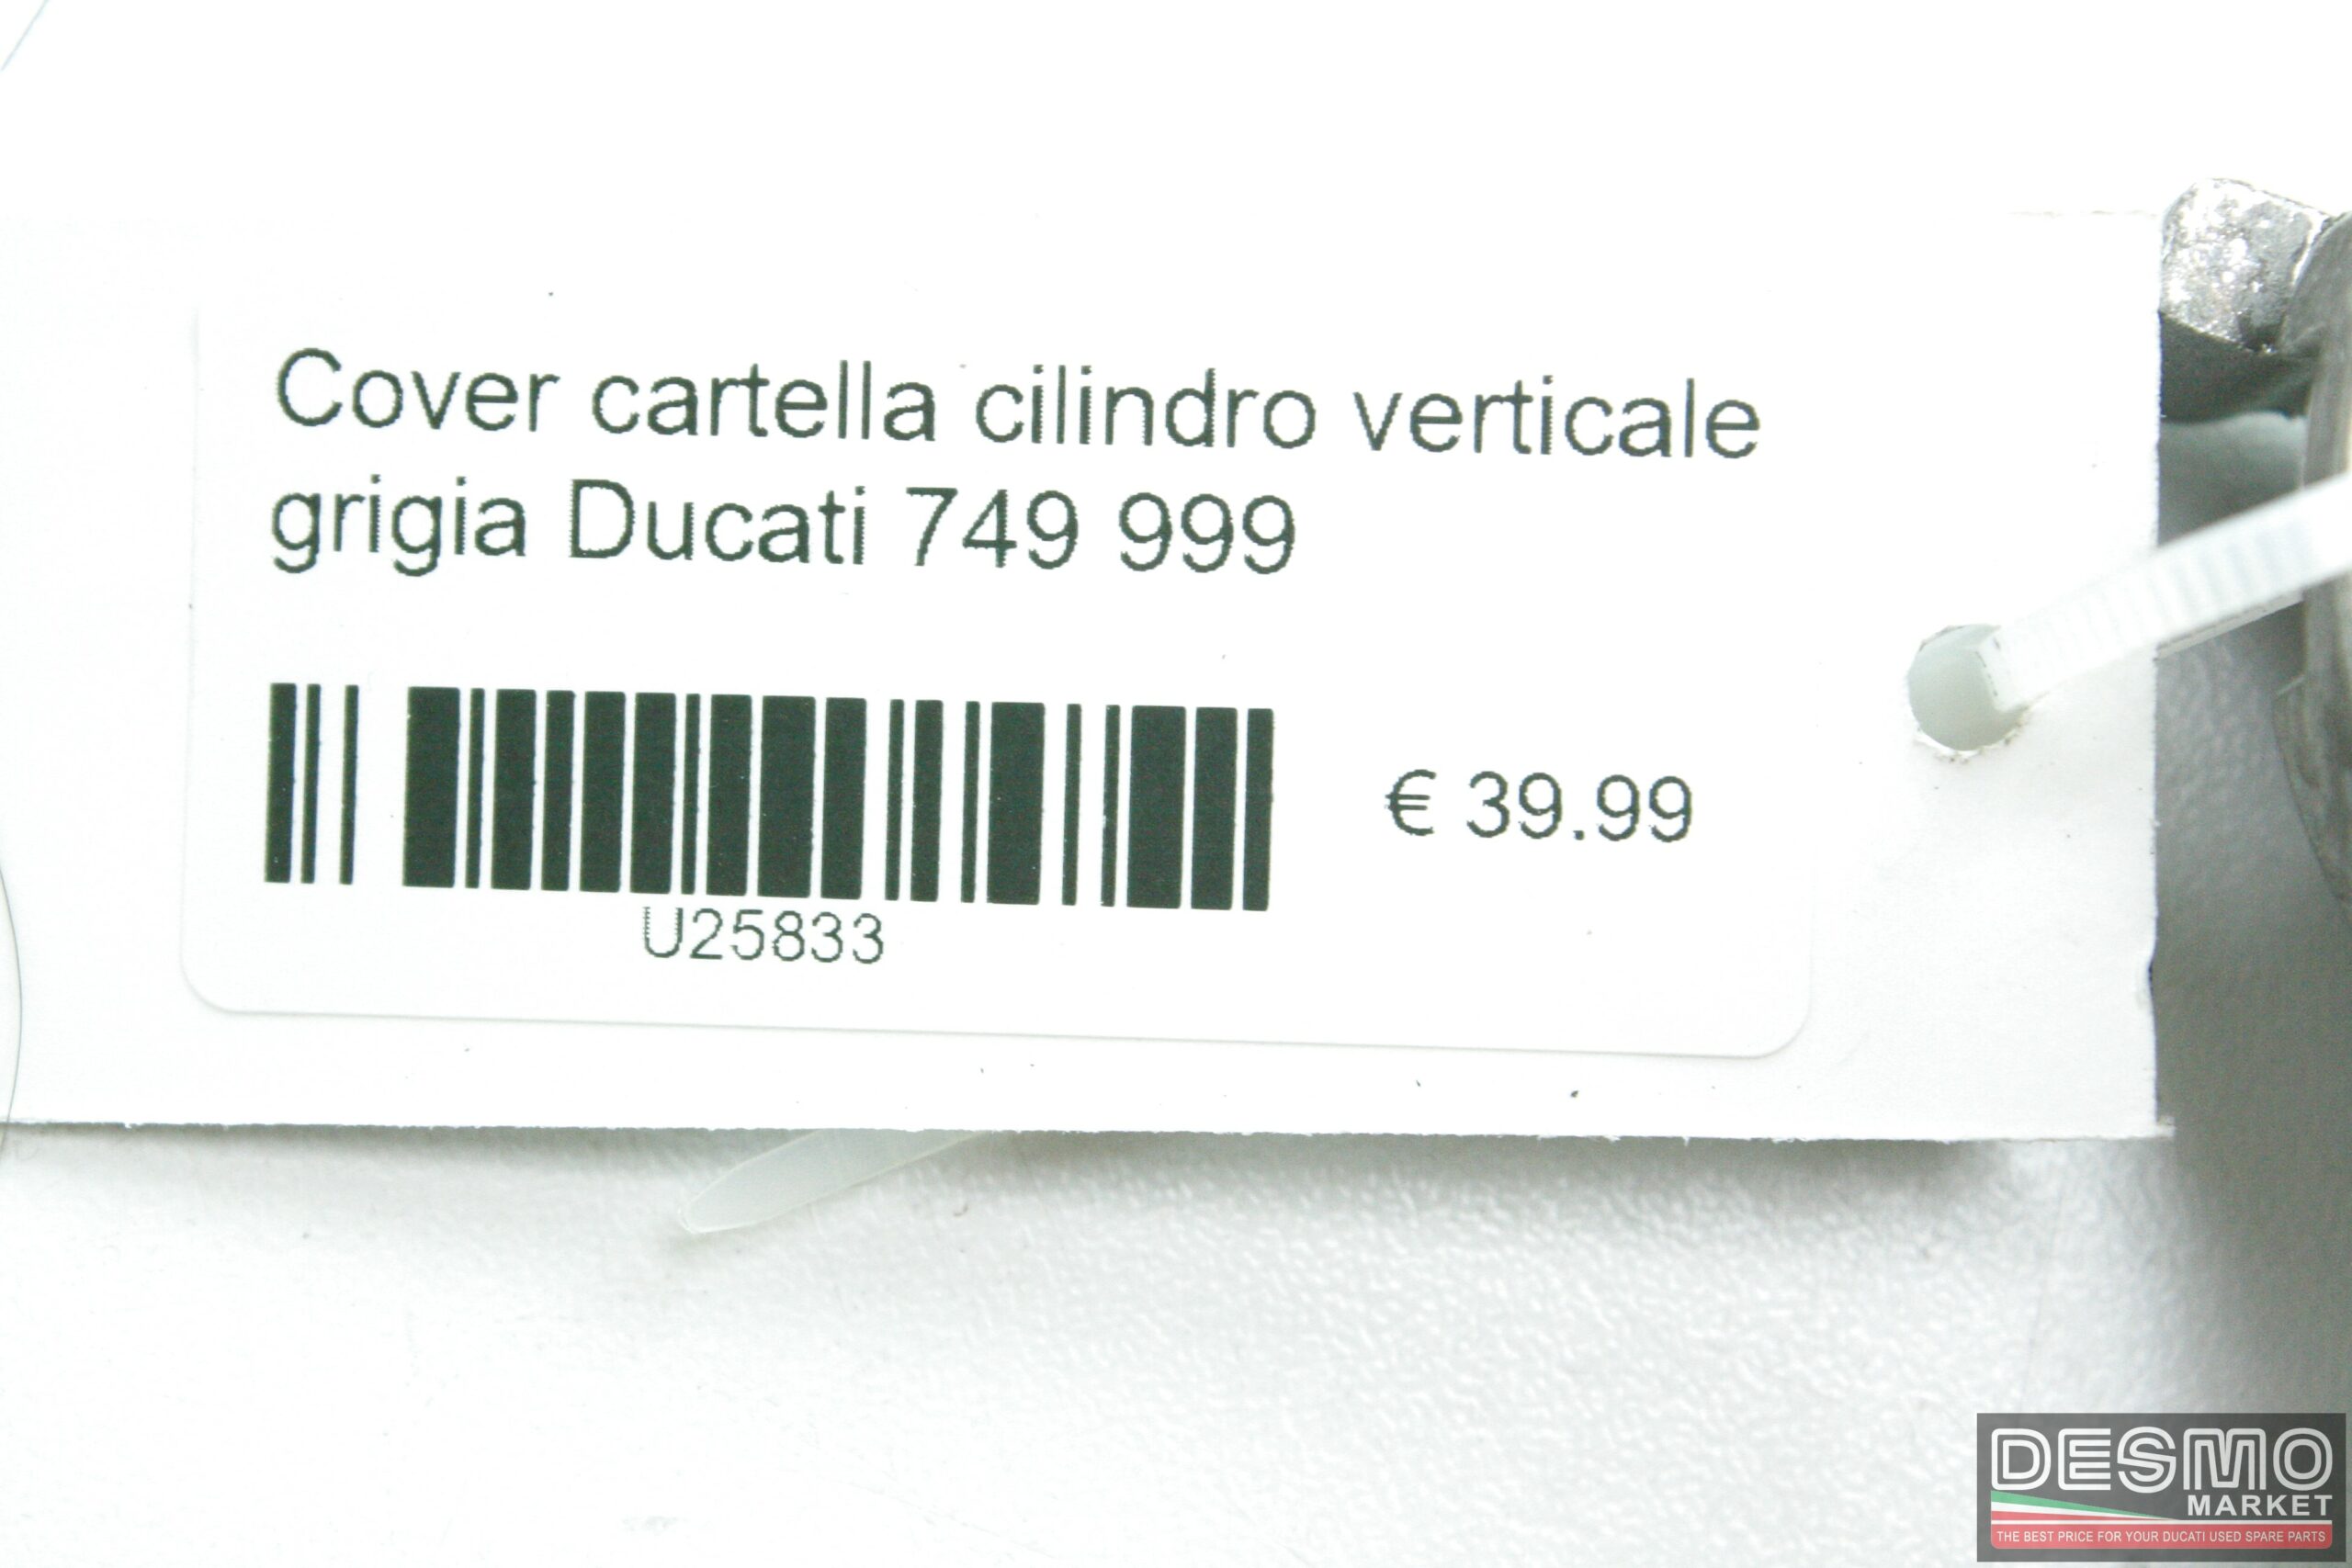 Cover cartella cilindro verticale
grigia Ducati 749 999
€ 39.99
U25833
DESMO
MARKET
THE BEST PRICE FOR YOUR DUCATI USED SPARE PARTS